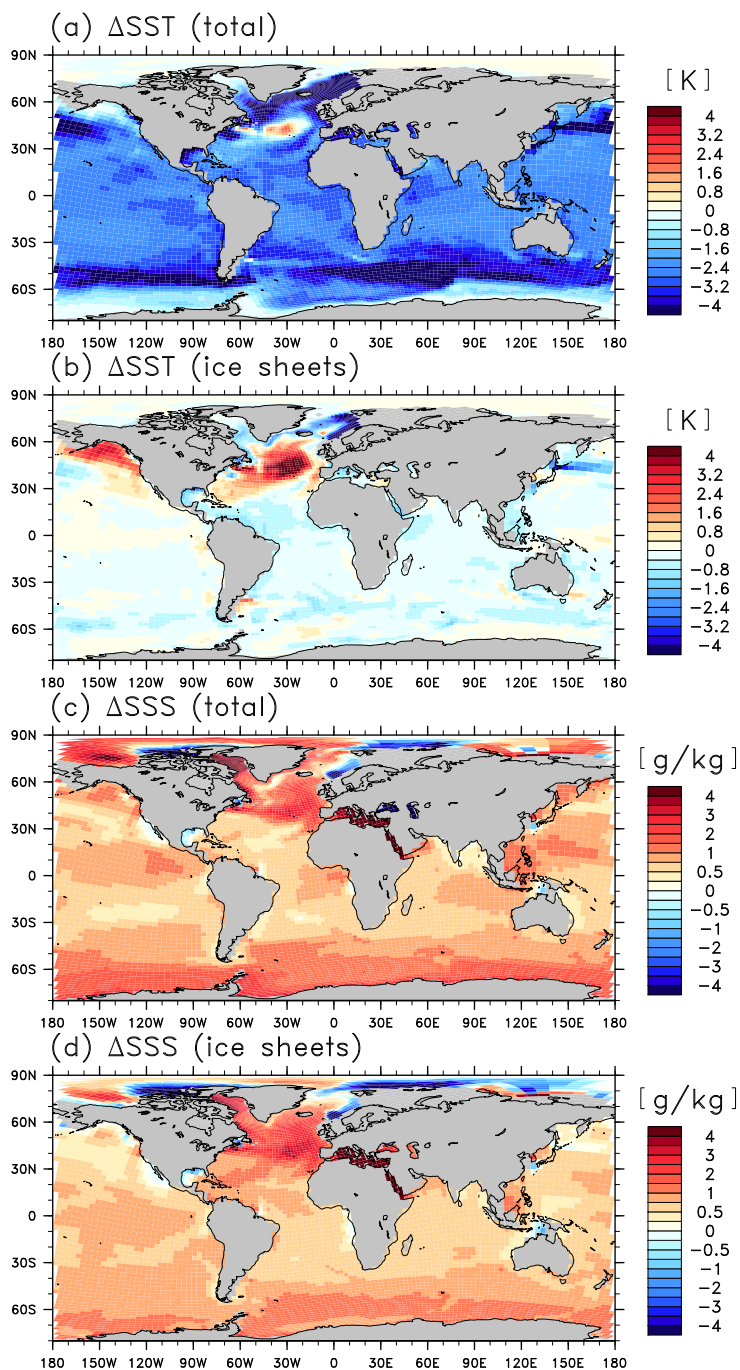 (a) ΔSST (total)
[K]
90N
60N
30N
0
30S
60S
180 150W 120W 90W 60W 30W 0 30E 60E 90E 120E 150E 180
4
3.2
2.4
1.6
0.8
0
−0.8
−1.6
−2.4
−3.2
−4
(b) ΔSST (ice sheets)
[K]
90N
60N
30N
0
30S
60S
180 150W 120W 90W 60W 30W 0 30E 60E 90E 120E 150E 180
4
3.2
2.4
1.6
0.8
0
−0.8
−1.6
−2.4
−3.2
−4
(c) ΔSSS (total)
[g/kg]
90N
60N
30N
0
30S
60S
180 150W 120W 90W 60W 30W 0 30E 60E 90E 120E 150E 180
4
3
2
1
0.5
0
−0.5
−1
−2
−3
−4
(d) ΔSSS (ice sheets)
[g/kg]
90N
60N
30N
0
30S
60S
180 150W 120W 90W 60W 30W 0 30E 60E 90E 120E 150E 180
4
3
2
1
0.5
0
−0.5
−1
−2
−3
−4